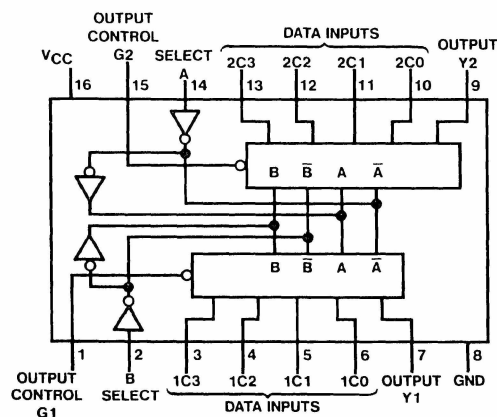 OUTPUT
CONTROL
G2
SELECT
A
DATA INPUTS
OUTPUT
Y2
VCC
2C3
2C2
2C1
2C0
16
15
14
13
12
11
10
9
B
B̅
A
A̅
B
B̅
A
A̅
1
2
3
4
5
6
7
8
OUTPUT
CONTROL
G1
B
SELECT
1C3
1C2
1C1
1C0
DATA INPUTS
OUTPUT
Y1
GND